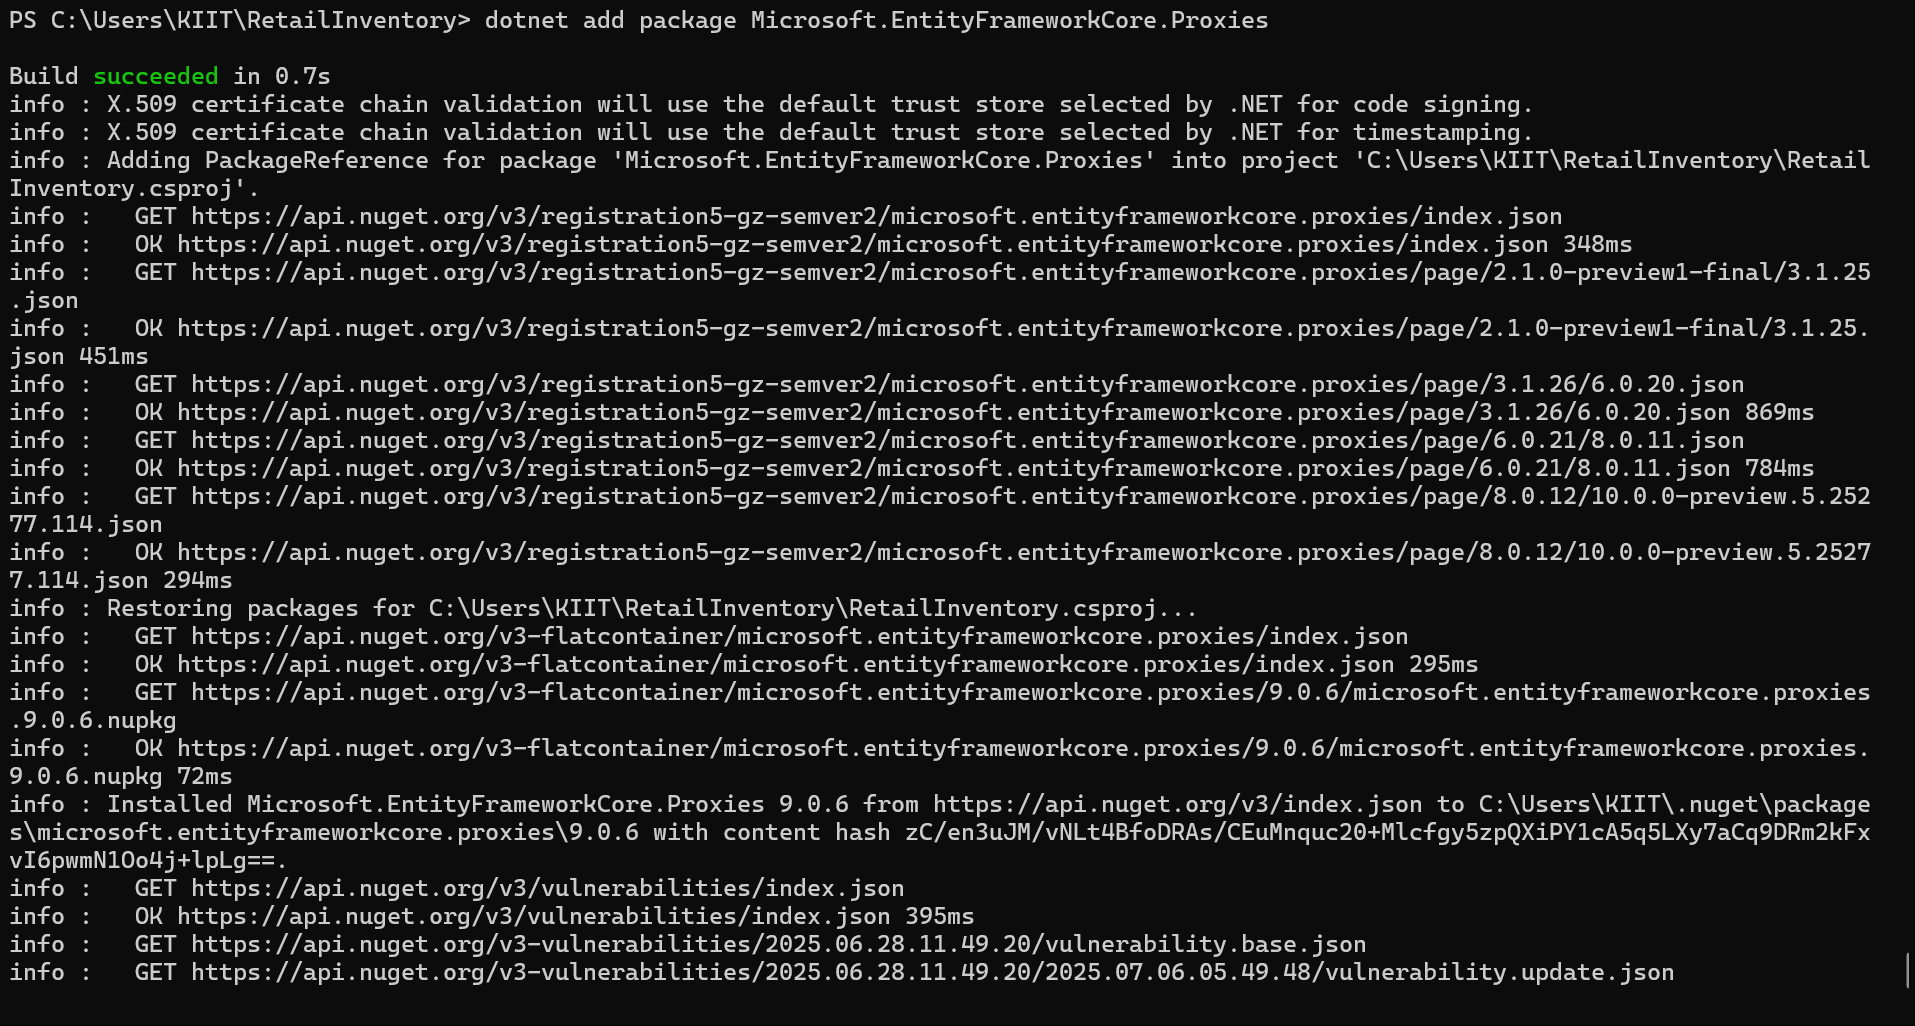 PS C:\Users\KIIT\RetailInventory> dotnet add package Microsoft.EntityFrameworkCore.Proxies
Build succeeded in 0.7s
info : X.509 certificate chain validation will use the default trust store selected by .NET for code signing.
info : X.509 certificate chain validation will use the default trust store selected by .NET for timestamping.
info : Adding PackageReference for package 'Microsoft.EntityFrameworkCore.Proxies' into project 'C:\Users\KIIT\RetailInventory\Retail
Inventory.csproj'.
info :   GET https://api.nuget.org/v3/registration5-gz-semver2/microsoft.entityframeworkcore.proxies/index.json
info :   OK https://api.nuget.org/v3/registration5-gz-semver2/microsoft.entityframeworkcore.proxies/index.json 348ms
info :   GET https://api.nuget.org/v3/registration5-gz-semver2/microsoft.entityframeworkcore.proxies/page/2.1.0-preview1-final/3.1.25
.json
info :   OK https://api.nuget.org/v3/registration5-gz-semver2/microsoft.entityframeworkcore.proxies/page/2.1.0-preview1-final/3.1.25.
json 451ms
info :   GET https://api.nuget.org/v3/registration5-gz-semver2/microsoft.entityframeworkcore.proxies/page/3.1.26/6.0.20.json
info :   OK https://api.nuget.org/v3/registration5-gz-semver2/microsoft.entityframeworkcore.proxies/page/3.1.26/6.0.20.json 869ms
info :   GET https://api.nuget.org/v3/registration5-gz-semver2/microsoft.entityframeworkcore.proxies/page/6.0.21/8.0.11.json
info :   OK https://api.nuget.org/v3/registration5-gz-semver2/microsoft.entityframeworkcore.proxies/page/6.0.21/8.0.11.json 784ms
info :   GET https://api.nuget.org/v3/registration5-gz-semver2/microsoft.entityframeworkcore.proxies/page/8.0.12/10.0.0-preview.5.252
77.114.json
info :   OK https://api.nuget.org/v3/registration5-gz-semver2/microsoft.entityframeworkcore.proxies/page/8.0.12/10.0.0-preview.5.2527
7.114.json 294ms
info : Restoring packages for C:\Users\KIIT\RetailInventory\RetailInventory.csproj...
info :   GET https://api.nuget.org/v3-flatcontainer/microsoft.entityframeworkcore.proxies/index.json
info :   OK https://api.nuget.org/v3-flatcontainer/microsoft.entityframeworkcore.proxies/index.json 295ms
info :   GET https://api.nuget.org/v3-flatcontainer/microsoft.entityframeworkcore.proxies/9.0.6/microsoft.entityframeworkcore.proxies
.9.0.6.nupkg
info :   OK https://api.nuget.org/v3-flatcontainer/microsoft.entityframeworkcore.proxies/9.0.6/microsoft.entityframeworkcore.proxies.
9.0.6.nupkg 72ms
info : Installed Microsoft.EntityFrameworkCore.Proxies 9.0.6 from https://api.nuget.org/v3/index.json to C:\Users\KIIT\.nuget\package
s\microsoft.entityframeworkcore.proxies\9.0.6 with content hash zC/en3uJM/vNLt4BfoDRAs/CEuMnquc20+Mlcfgy5zpQXiPY1cA5q5LXy7aCq9DRm2kFx
vI6pwmN1Oo4j+lpLg==.
info :   GET https://api.nuget.org/v3/vulnerabilities/index.json
info :   OK https://api.nuget.org/v3/vulnerabilities/index.json 395ms
info :   GET https://api.nuget.org/v3-vulnerabilities/2025.06.28.11.49.20/vulnerability.base.json
info :   GET https://api.nuget.org/v3-vulnerabilities/2025.06.28.11.49.20/2025.07.06.05.49.48/vulnerability.update.json